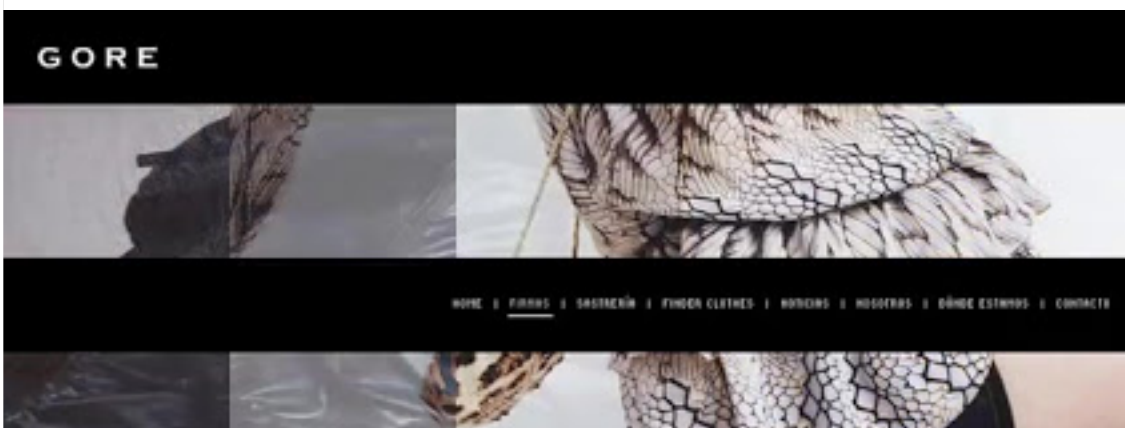 GORE
HOME | FIRMAS | SASTRERÍA | FINDER CLOTHES | NOTICIAS | NOSOTROS | DÓNDE ESTAMOS | CONTACTO